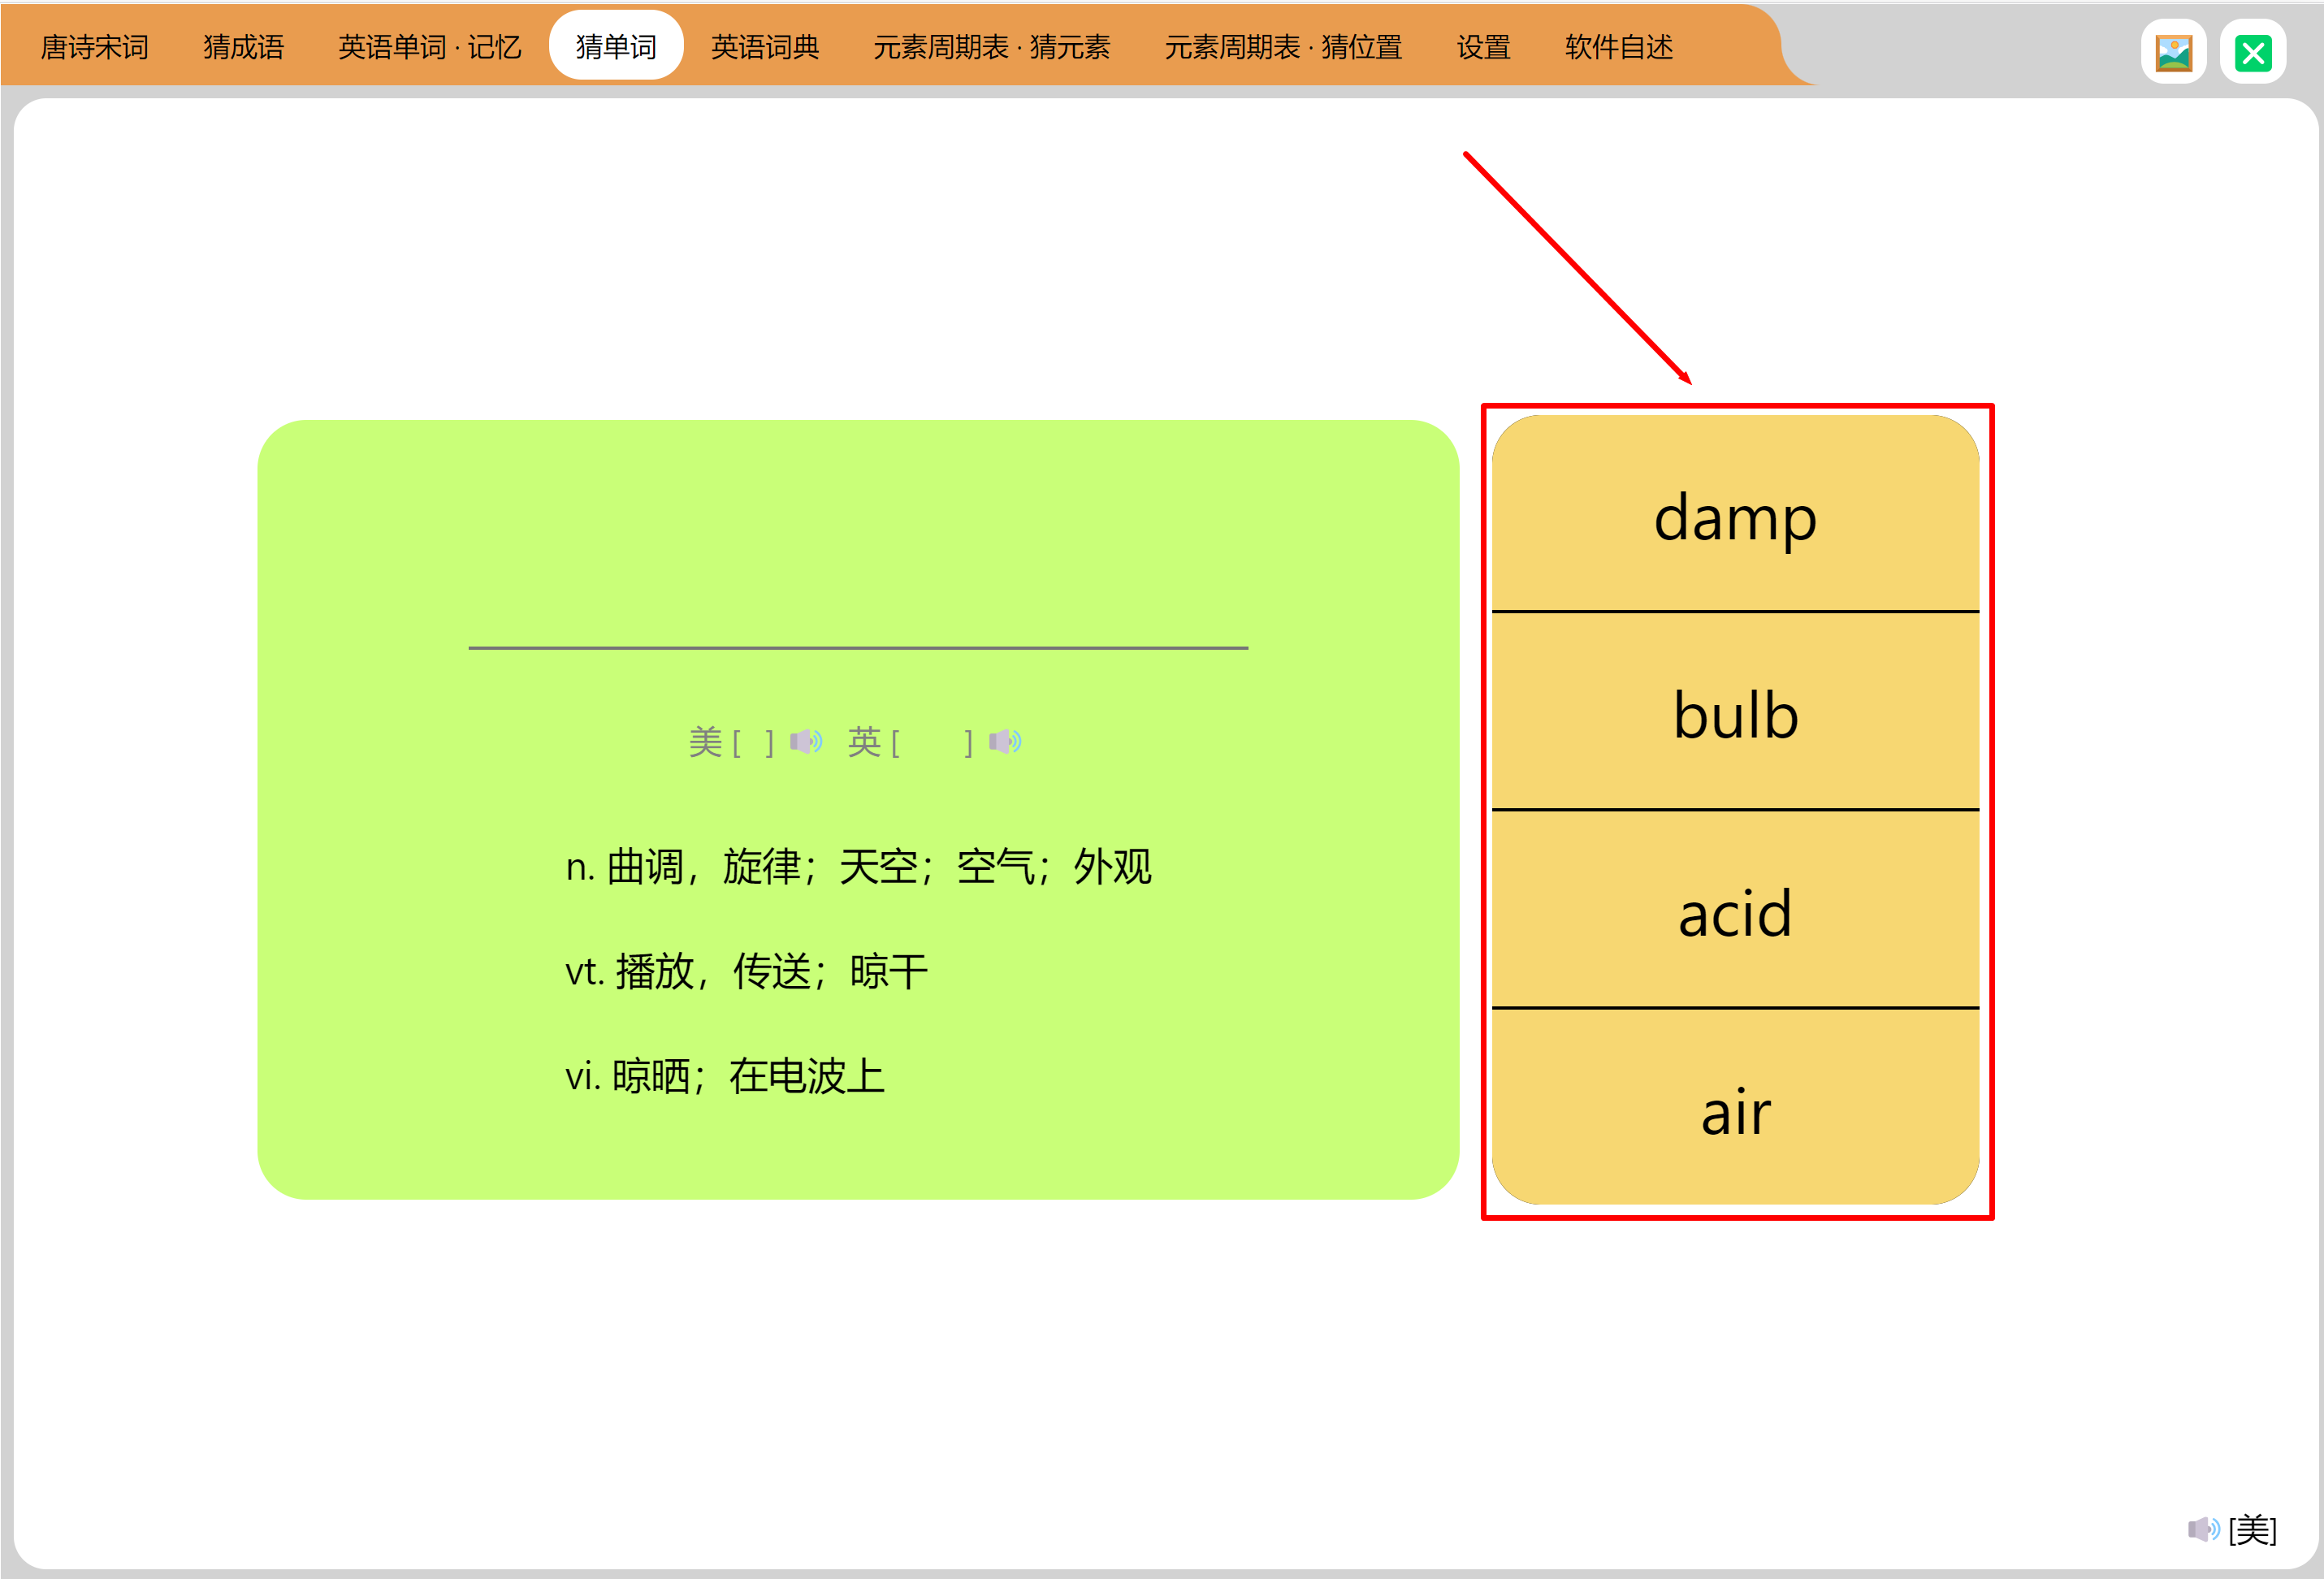 唐诗宋词 猜成语 英语单词 · 记忆 猜单词 英语词典 元素周期表 · 猜元素 元素周期表 · 猜位置 设置 软件自述
美 [ ] 英 [ ]
n. 曲调，旋律；天空；空气；外观
vt. 播放，传送；晾干
vi. 晾晒；在电波上
damp
bulb
acid
air
[美]